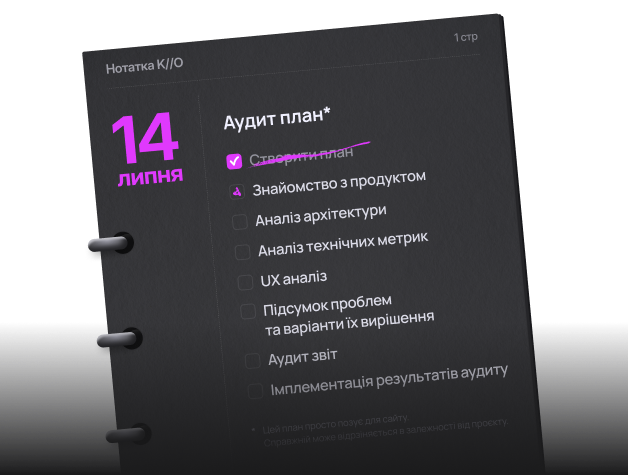 Нотатка K//O
1 стр
14
ЛИПНЯ
Аудит план*
Створити план
Знайомство з продуктом
Аналіз архітектури
Аналіз технічних метрик
UX аналіз
Підсумок проблем
та варіанти їх вирішення
Аудит звіт
Імплементація результатів аудиту
* Цей план просто позує для сайту.
Справжній може відрізняється в залежності від проєкту.